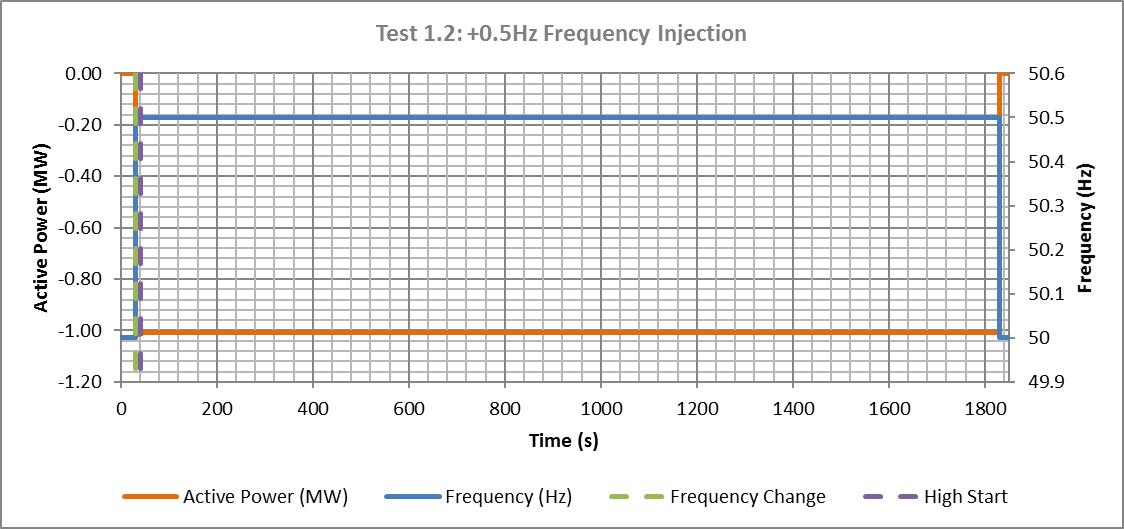 Test 1.2: +0.5Hz Frequency Injection
Active Power (MW)
0.00
-0.20
-0.40
-0.60
-0.80
-1.00
-1.20
50.6
50.5
50.4
50.3
50.2
50.1
50
49.9
Frequency (Hz)
0 200 400 600 800 1000 1200 1400 1600 1800
Time (s)
Active Power (MW) Frequency (Hz) Frequency Change High Start